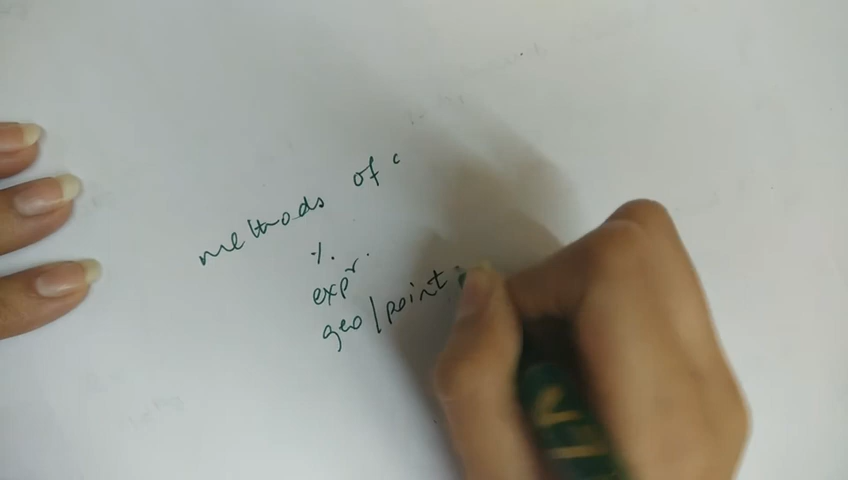 methods of c
%.
expr.
geo/point